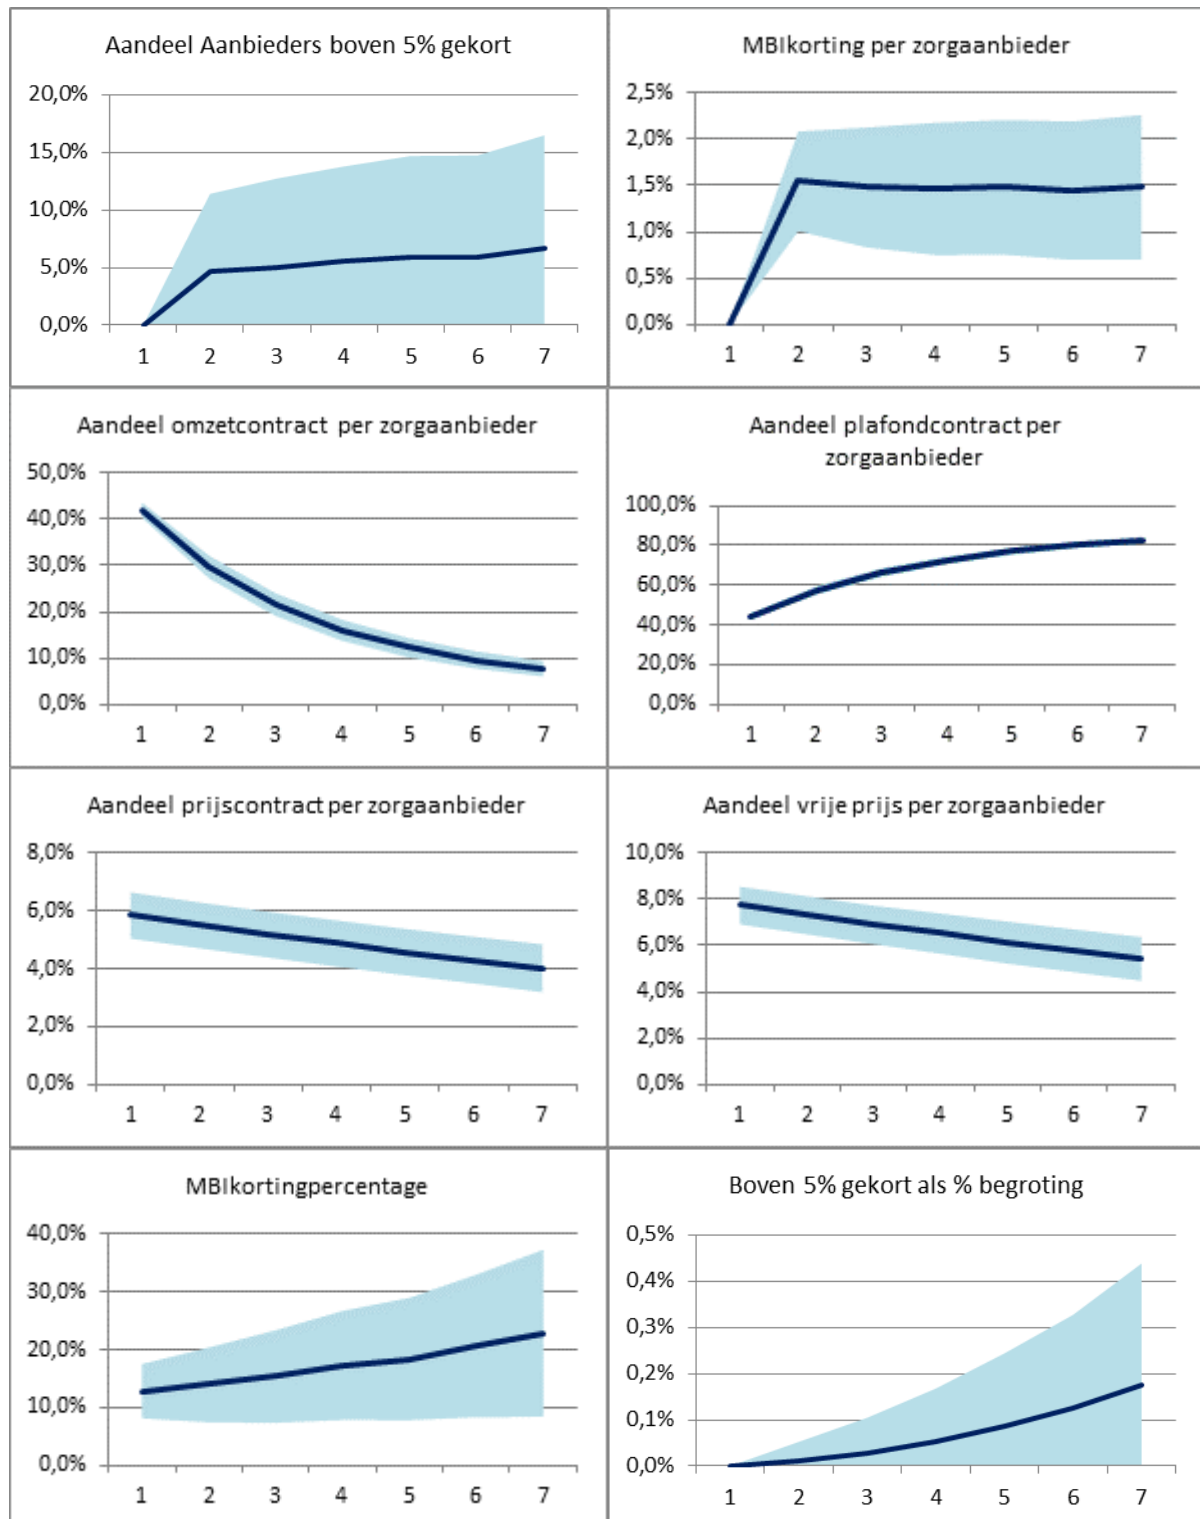 Aandeel Aanbieders boven 5% gekort
20,0%
15,0%
10,0%
5,0%
0,0%
1 2 3 4 5 6 7
MBIkorting per zorgaanbieder
2,5%
2,0%
1,5%
1,0%
0,5%
0,0%
1 2 3 4 5 6 7
Aandeel omzetcontract per zorgaanbieder
50,0%
40,0%
30,0%
20,0%
10,0%
0,0%
1 2 3 4 5 6 7
Aandeel plafondcontract per
zorgaanbieder
100,0%
80,0%
60,0%
40,0%
20,0%
0,0%
1 2 3 4 5 6 7
Aandeel prijscontract per zorgaanbieder
8,0%
6,0%
4,0%
2,0%
0,0%
1 2 3 4 5 6 7
Aandeel vrije prijs per zorgaanbieder
10,0%
8,0%
6,0%
4,0%
2,0%
0,0%
1 2 3 4 5 6 7
MBIkortingpercentage
40,0%
30,0%
20,0%
10,0%
0,0%
1 2 3 4 5 6 7
Boven 5% gekort als % begroting
0,5%
0,4%
0,3%
0,2%
0,1%
0,0%
1 2 3 4 5 6 7